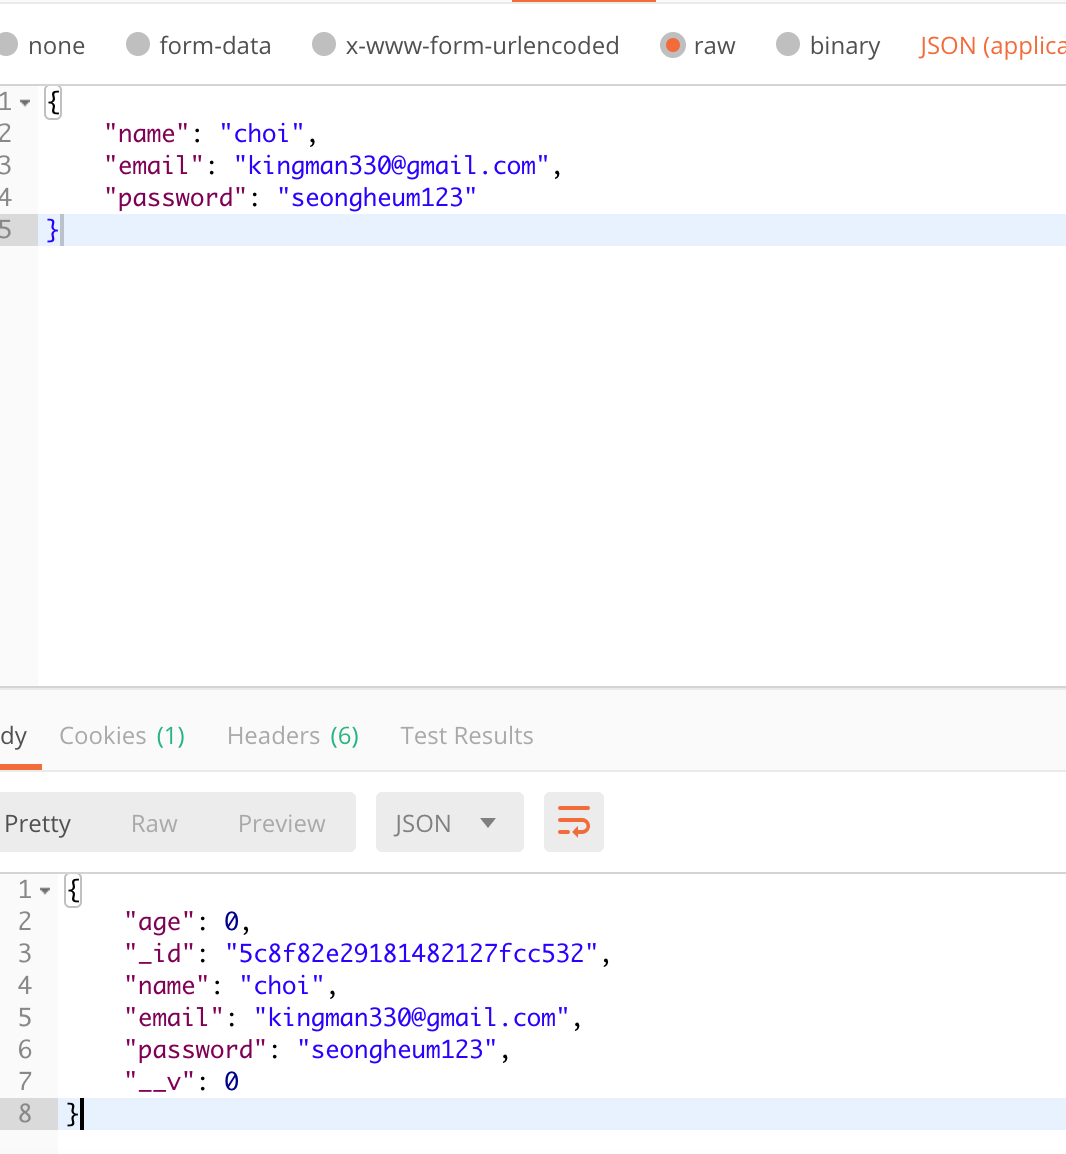 none form-data x-www-form-urlencoded raw binary JSON (applica
1 {
2 "name": "choi",
3 "email": "kingman330@gmail.com",
4 "password": "seongheum123"
5 }
dy Cookies (1) Headers (6) Test Results
Pretty Raw Preview JSON
1 {
2 "age": 0,
3 "_id": "5c8f82e29181482127fcc532",
4 "name": "choi",
5 "email": "kingman330@gmail.com",
6 "password": "seongheum123",
7 "__v": 0
8 }